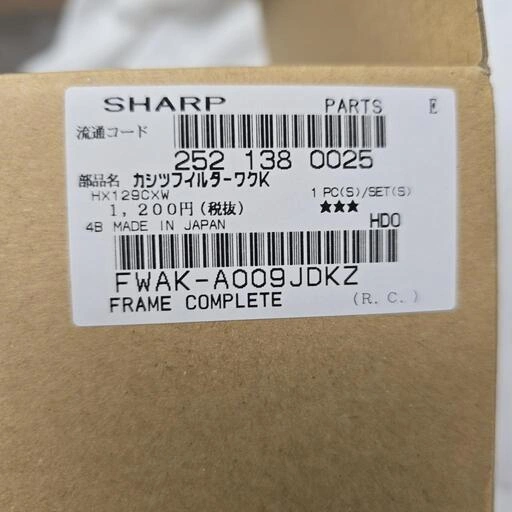 SHARP PARTS E
流通コード
252 138 0025
部品名 カシツフイルターワクK
HX129CXW 1 PC(S)/SET(S)
1,200円(税抜) ★★★
4B MADE IN JAPAN HDO
FWAK-A009JDKZ
FRAME COMPLETE (R.C.)